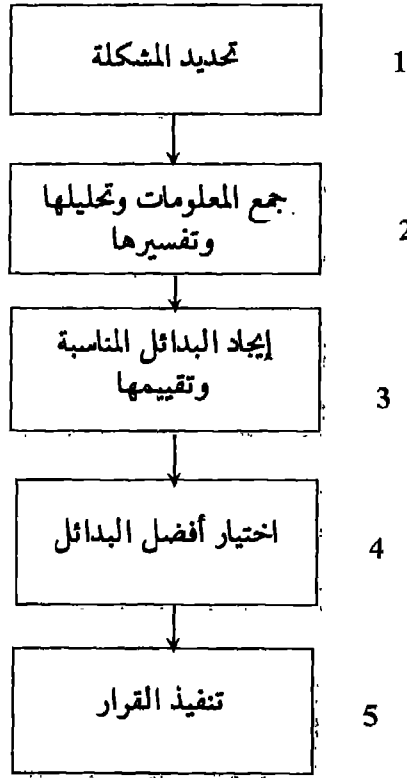 تحديد المشكلة
1
جمع المعلومات وتحليلها
وتفسيرها
2
إيجاد البدائل المناسبة
وتقييمها
3
اختيار أفضل البدائل
4
تنفيذ القرار
5